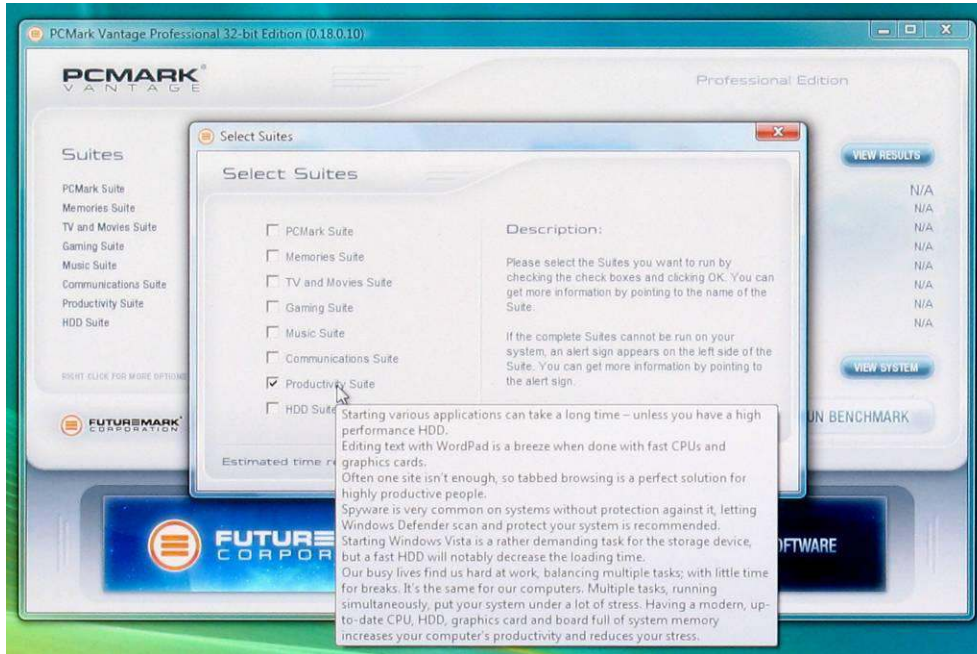 PCMark Vantage Professional 32-bit Edition (0.18.0.10)
PCMARK
VANTAGE
Professional Edition
Suites
VIEW RESULTS
PCMark Suite N/A
Memories Suite N/A
TV and Movies Suite N/A
Gaming Suite N/A
Music Suite N/A
Communications Suite N/A
Productivity Suite N/A
HDD Suite N/A
RIGHT CLICK FOR MORE OPTIONS
VIEW SYSTEM
FUTUREMARK
CORPORATION
UN BENCHMARK
Select Suites
Select Suites
PCMark Suite
Memories Suite
TV and Movies Suite
Gaming Suite
Music Suite
Communications Suite
Productivity Suite
HDD Suite
Description:
Please select the Suites you want to run by
checking the check boxes and clicking OK. You can
get more information by pointing to the name of the
Suite.
If the complete Suites cannot be run on your
system, an alert sign appears on the left side of the
Suite. You can get more information by pointing to
the alert sign.
Estimated time re
Starting various applications can take a long time – unless you have a high
performance HDD.
Editing text with WordPad is a breeze when done with fast CPUs and
graphics cards.
Often one site isn't enough, so tabbed browsing is a perfect solution for
highly productive people.
Spyware is very common on systems without protection against it, letting
Windows Defender scan and protect your system is recommended.
Starting Windows Vista is a rather demanding task for the storage device,
but a fast HDD will notably decrease the loading time.
Our busy lives find us hard at work, balancing multiple tasks; with little time
for breaks. It's the same for our computers. Multiple tasks, running
simultaneously, put your system under a lot of stress. Having a modern, up-
to-date CPU, HDD, graphics card and board full of system memory
increases your computer's productivity and reduces your stress.
FUTURE
CORPOR
OFTWARE